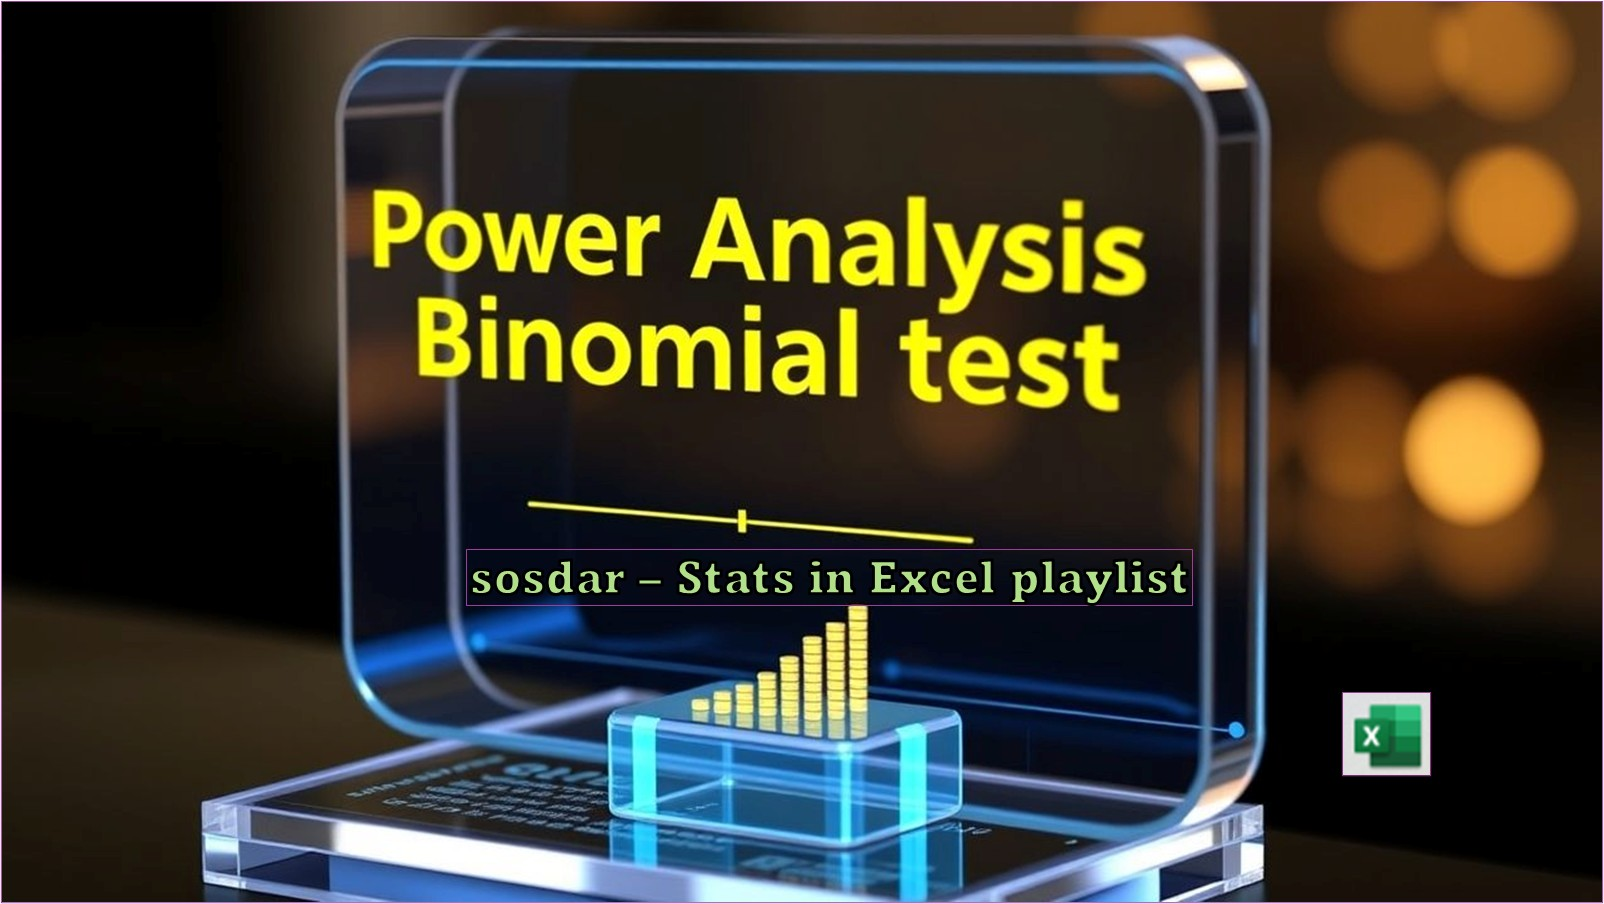 Power Analysis
Binomial test
sosdar – Stats in Excel playlist
X